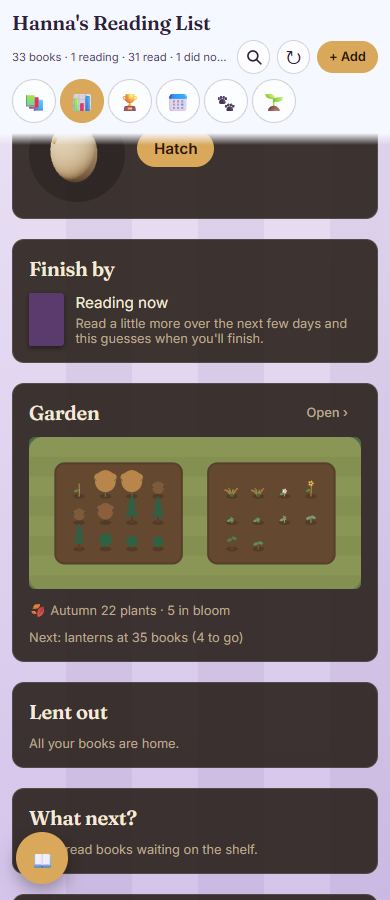 Hanna's Reading List
33 books · 1 reading · 31 read · 1 did no...
+ Add
Hatch
Finish by
Reading now
Read a little more over the next few days and
this guesses when you'll finish.
Garden
Open ›
Autumn 22 plants · 5 in bloom
Next: lanterns at 35 books (4 to go)
Lent out
All your books are home.
What next?
read books waiting on the shelf.